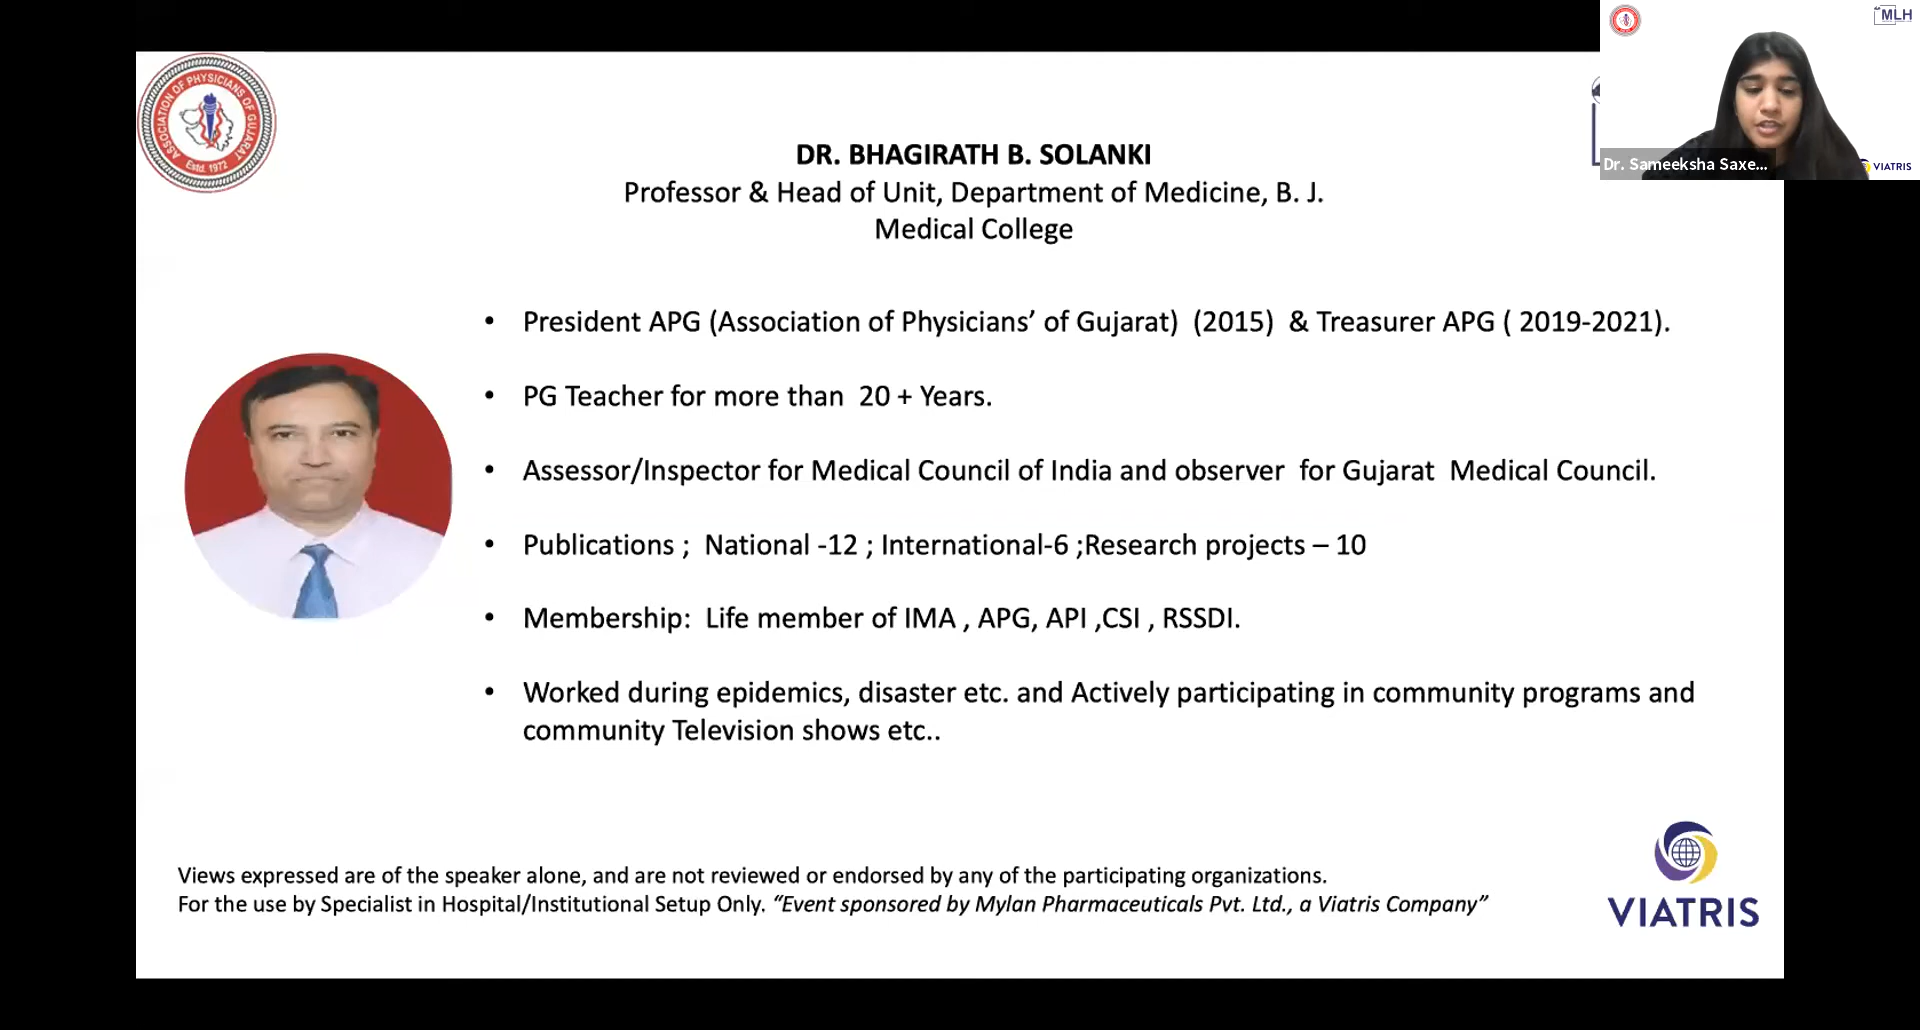 ASSOCIATION OF PHYSICIANS OF GUJARAT
Estd. 1972
MLH
Dr. Sameeksha Saxe...
VIATRIS
DR. BHAGIRATH B. SOLANKI
Professor & Head of Unit, Department of Medicine, B. J.
Medical College
• President APG (Association of Physicians’ of Gujarat) (2015) & Treasurer APG ( 2019-2021).
• PG Teacher for more than 20 + Years.
• Assessor/Inspector for Medical Council of India and observer for Gujarat Medical Council.
• Publications ; National -12 ; International-6 ;Research projects – 10
• Membership: Life member of IMA , APG, API ,CSI , RSSDI.
• Worked during epidemics, disaster etc. and Actively participating in community programs and
community Television shows etc..
Views expressed are of the speaker alone, and are not reviewed or endorsed by any of the participating organizations.
For the use by Specialist in Hospital/Institutional Setup Only. “Event sponsored by Mylan Pharmaceuticals Pvt. Ltd., a Viatris Company”
VIATRIS